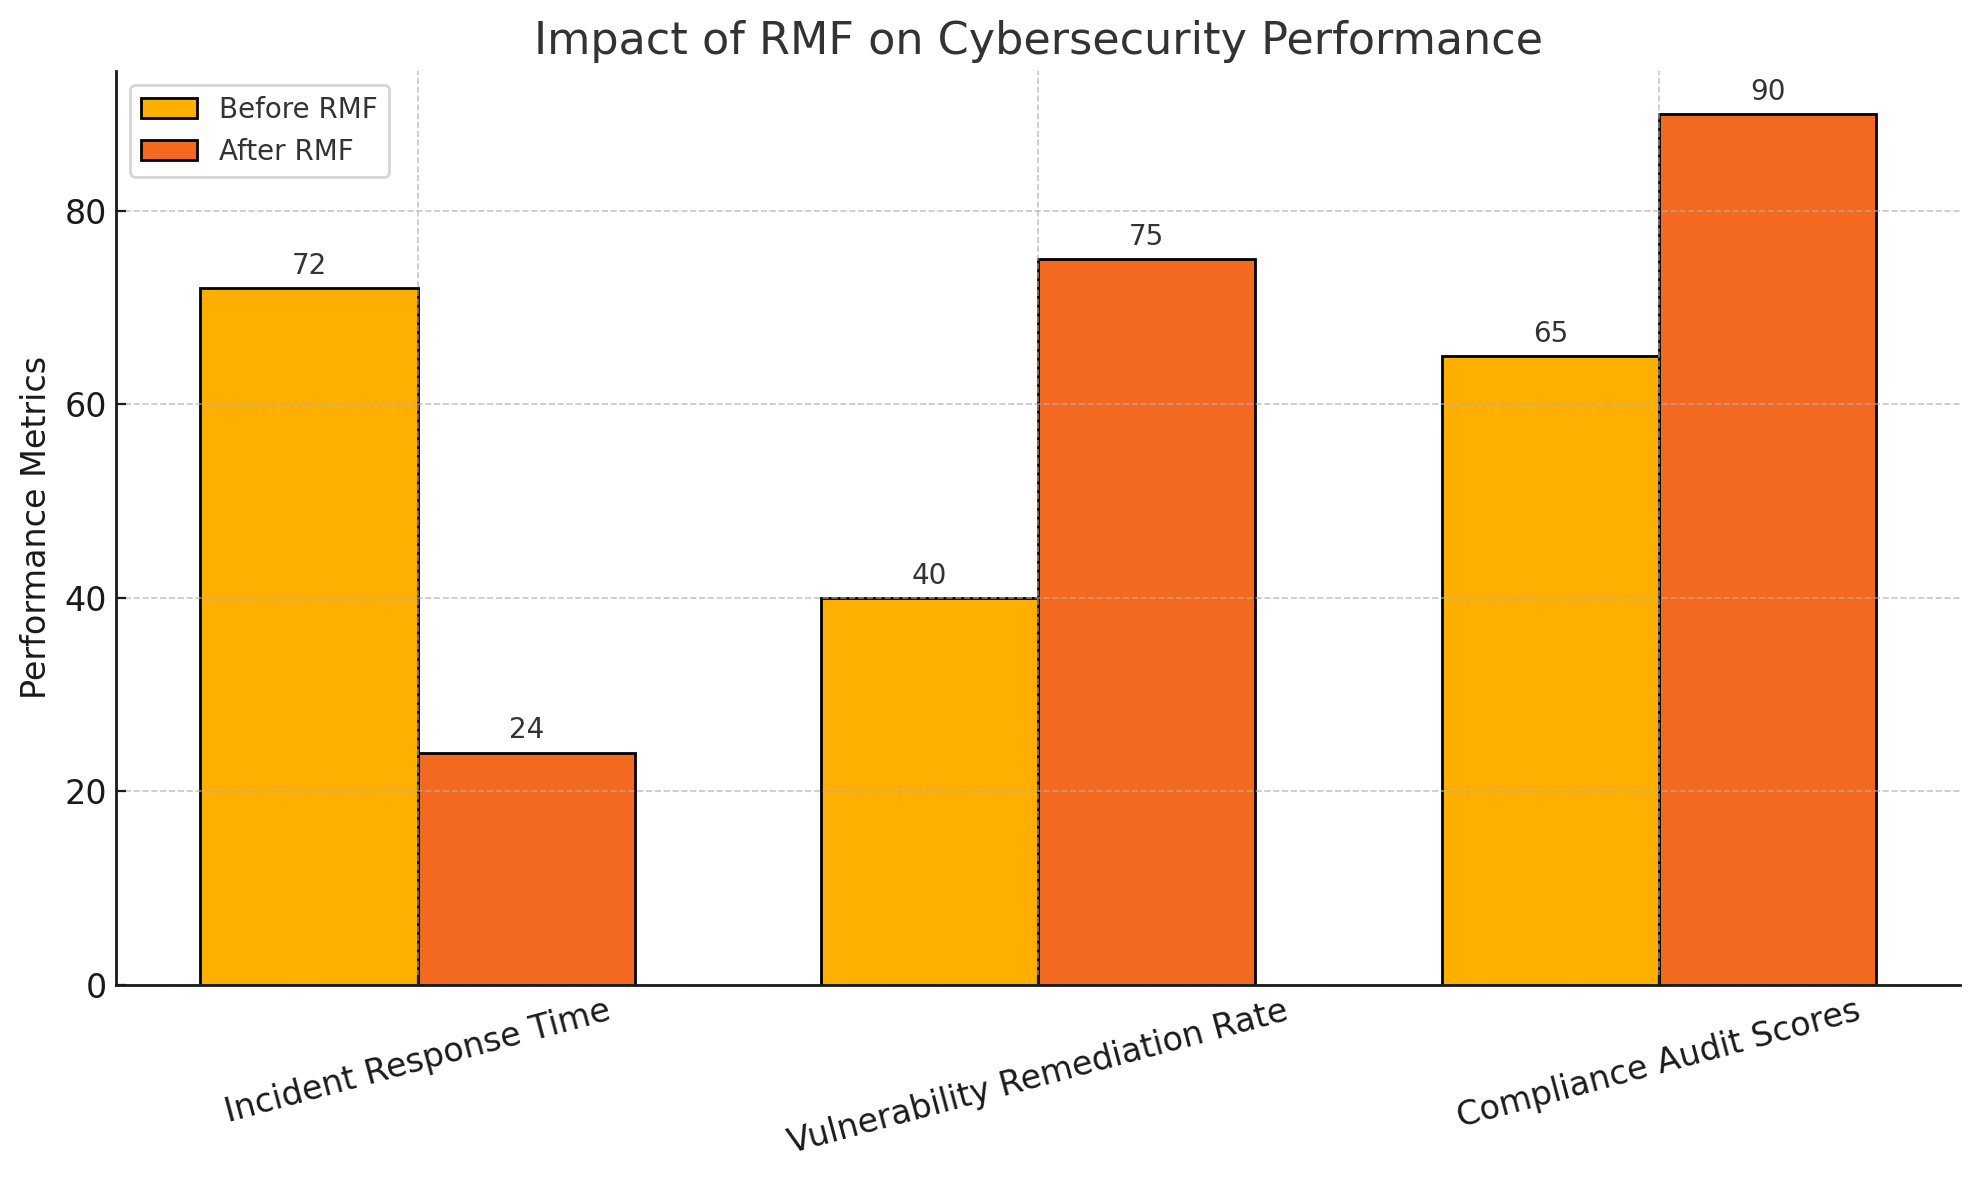 Impact of RMF on Cybersecurity Performance
Before RMF
After RMF
Performance Metrics
80
60
40
20
0
72
24
40
75
65
90
Incident Response Time
Vulnerability Remediation Rate
Compliance Audit Scores